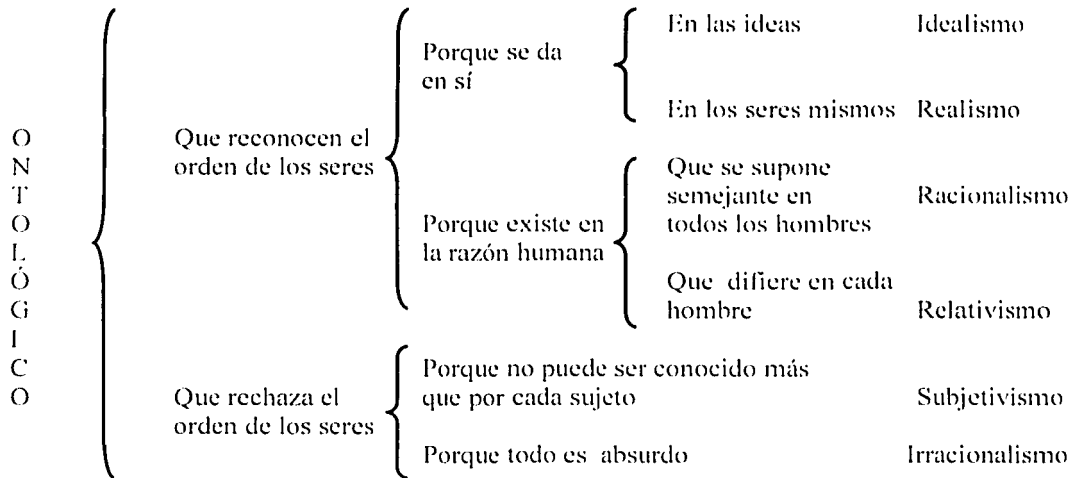 ONTOLÓGICO
Que reconocen el
orden de los seres
Porque se da
en sí
En las ideas Idealismo
En los seres mismos Realismo
Porque existe en
la razón humana
Que se supone
semejante en
todos los hombres Racionalismo
Que difiere en cada
hombre Relativismo
Que rechaza el
orden de los seres
Porque no puede ser conocido más
que por cada sujeto Subjetivismo
Porque todo es absurdo Irracionalismo